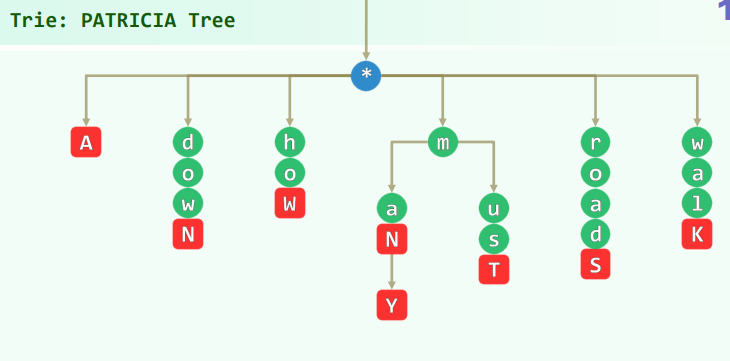 Trie: PATRICIA Tree
1
*
A d h m r w
o o o a
w W a u a l
N N s d K
T S
Y